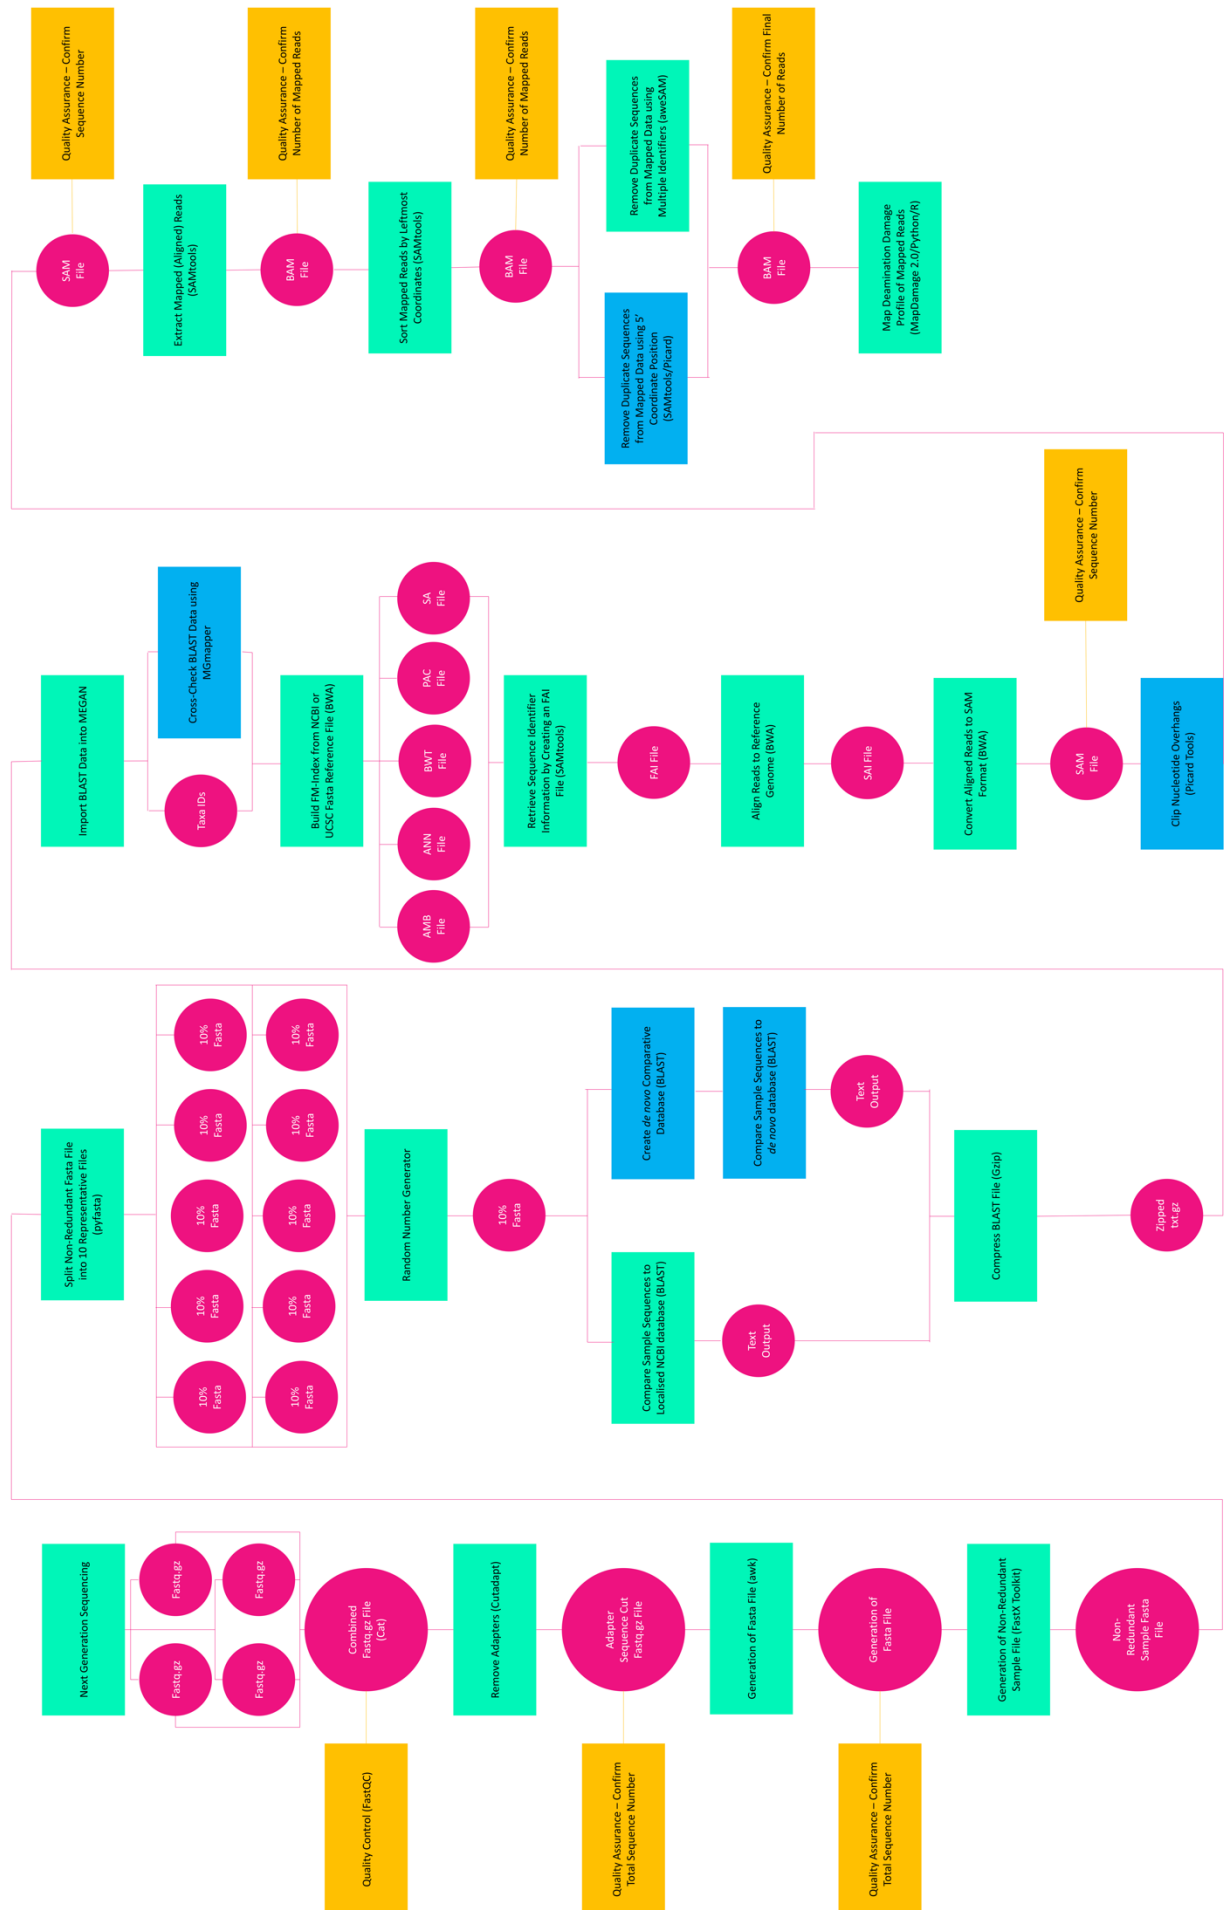 Next Generation Sequencing
Fastq.gz
Fastq.gz
Fastq.gz
Fastq.gz
Quality Control (FastQC)
Combined
Fastq.gz File
(Cat)
Remove Adapters (Cutadapt)
Quality Assurance – Confirm
Total Sequence Number
Adapter
Sequence Cut
Fastq.gz File
Generation of Fasta File (awk)
Quality Assurance – Confirm
Total Sequence Number
Generation of
Fasta File
Generation of Non-Redundant
Sample File (FastX Toolkit)
Non-
Redundant
Sample Fasta
File
Split Non-Redundant Fasta File
into 10 Representative Files
(pyfasta)
10%
Fasta
10%
Fasta
10%
Fasta
10%
Fasta
10%
Fasta
10%
Fasta
10%
Fasta
10%
Fasta
10%
Fasta
10%
Fasta
Random Number Generator
10%
Fasta
Compare Sample Sequences to
Localised NCBI database (BLAST)
Text
Output
Create de novo Comparative
Database (BLAST)
Compare Sample Sequences to
de novo database (BLAST)
Text
Output
Compress BLAST File (Gzip)
Zipped
txt.gz
Import BLAST Data into MEGAN
Taxa IDs
Cross-Check BLAST Data using
MGmapper
Build FM-Index from NCBI or
UCSC Fasta Reference File (BWA)
AMB
File
ANN
File
BWT
File
PAC
File
SA
File
Retrieve Sequence Identifier
Information by Creating an FAI
File (SAMtools)
FAI File
Align Reads to Reference
Genome (BWA)
SAI File
Convert Aligned Reads to SAM
Format (BWA)
SAM
File
Quality Assurance – Confirm
Sequence Number
Clip Nucleotide Overhangs
(Picard Tools)
SAM
File
Quality Assurance – Confirm
Sequence Number
Extract Mapped (Aligned) Reads
(SAMtools)
BAM
File
Quality Assurance – Confirm
Number of Mapped Reads
Sort Mapped Reads by Leftmost
Coordinates (SAMtools)
BAM
File
Quality Assurance – Confirm
Number of Mapped Reads
Remove Duplicate Sequences
from Mapped Data using 5’
Coordinate Position
(SAMtools/Picard)
Remove Duplicate Sequences
from Mapped Data using
Multiple Identifiers (aweSAM)
BAM
File
Quality Assurance – Confirm Final
Number of Reads
Map Deamination Damage
Profile of Mapped Reads
(MapDamage 2.0/Python/R)